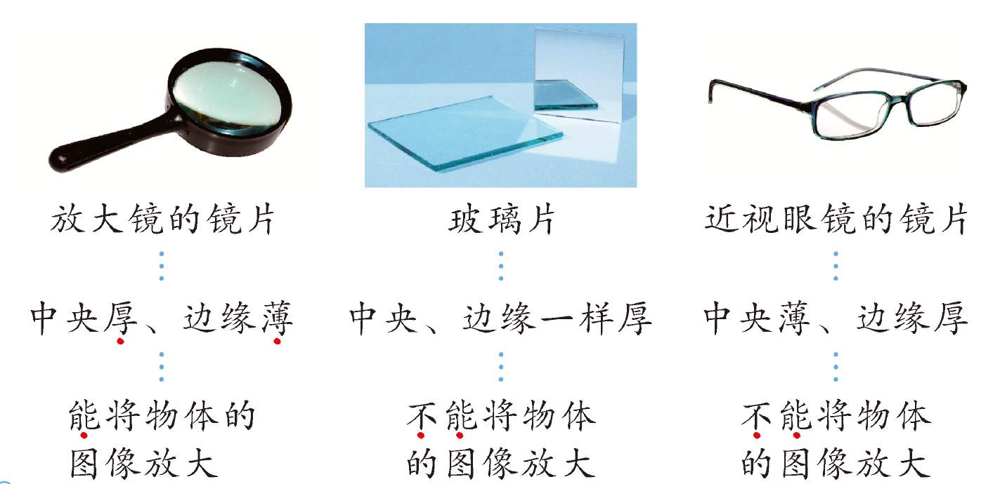 放大镜的镜片
玻璃片
近视眼镜的镜片
中央厚、边缘薄
中央、边缘一样厚
中央薄、边缘厚
能将物体的
图像放大
不能将物体
的图像放大
不能将物体
的图像放大